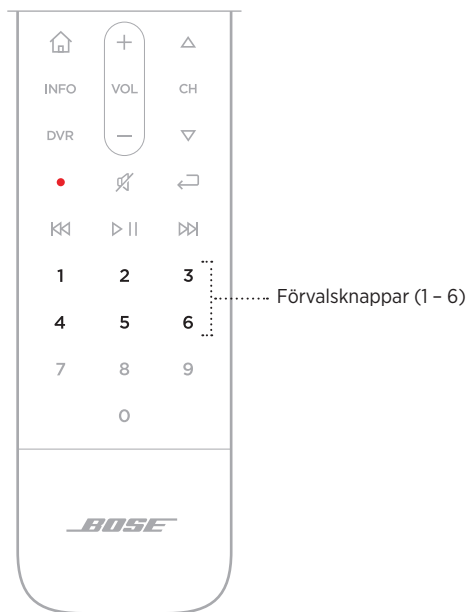 +
INFO VOL CH
DVR −
1 2 3
Förvalsknappar (1 – 6)
4 5 6
7 8 9
0
BOSE